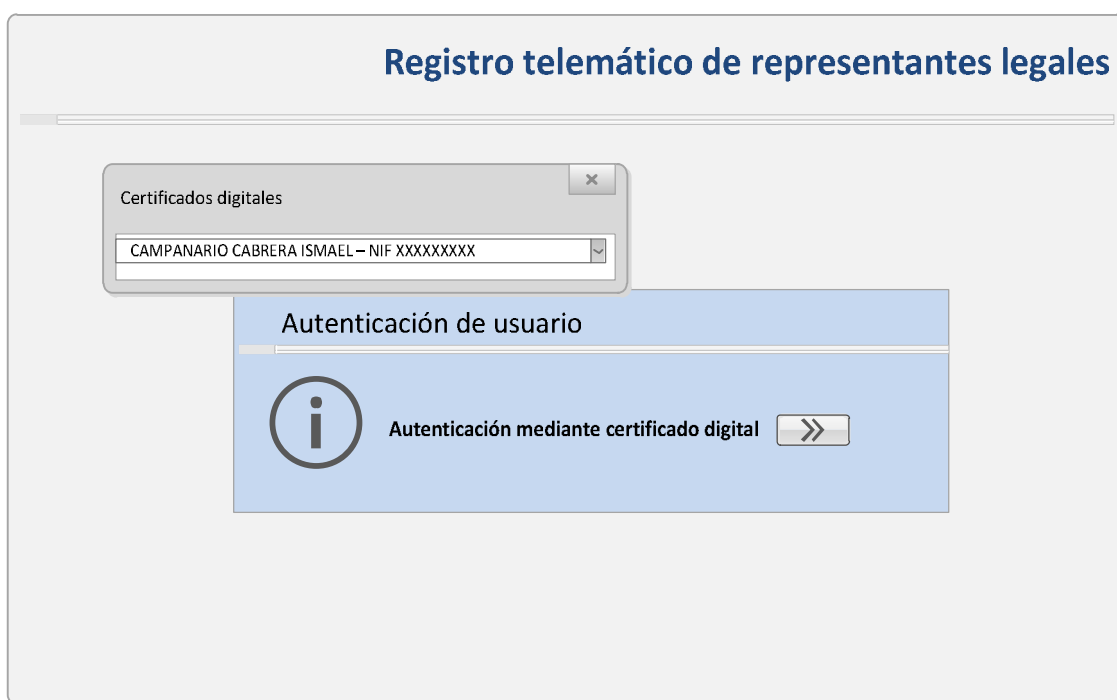 Registro telemático de representantes legales
Certificados digitales
CAMPANARIO CABRERA ISMAEL – NIF XXXXXXXXX
Autenticación de usuario
Autenticación mediante certificado digital